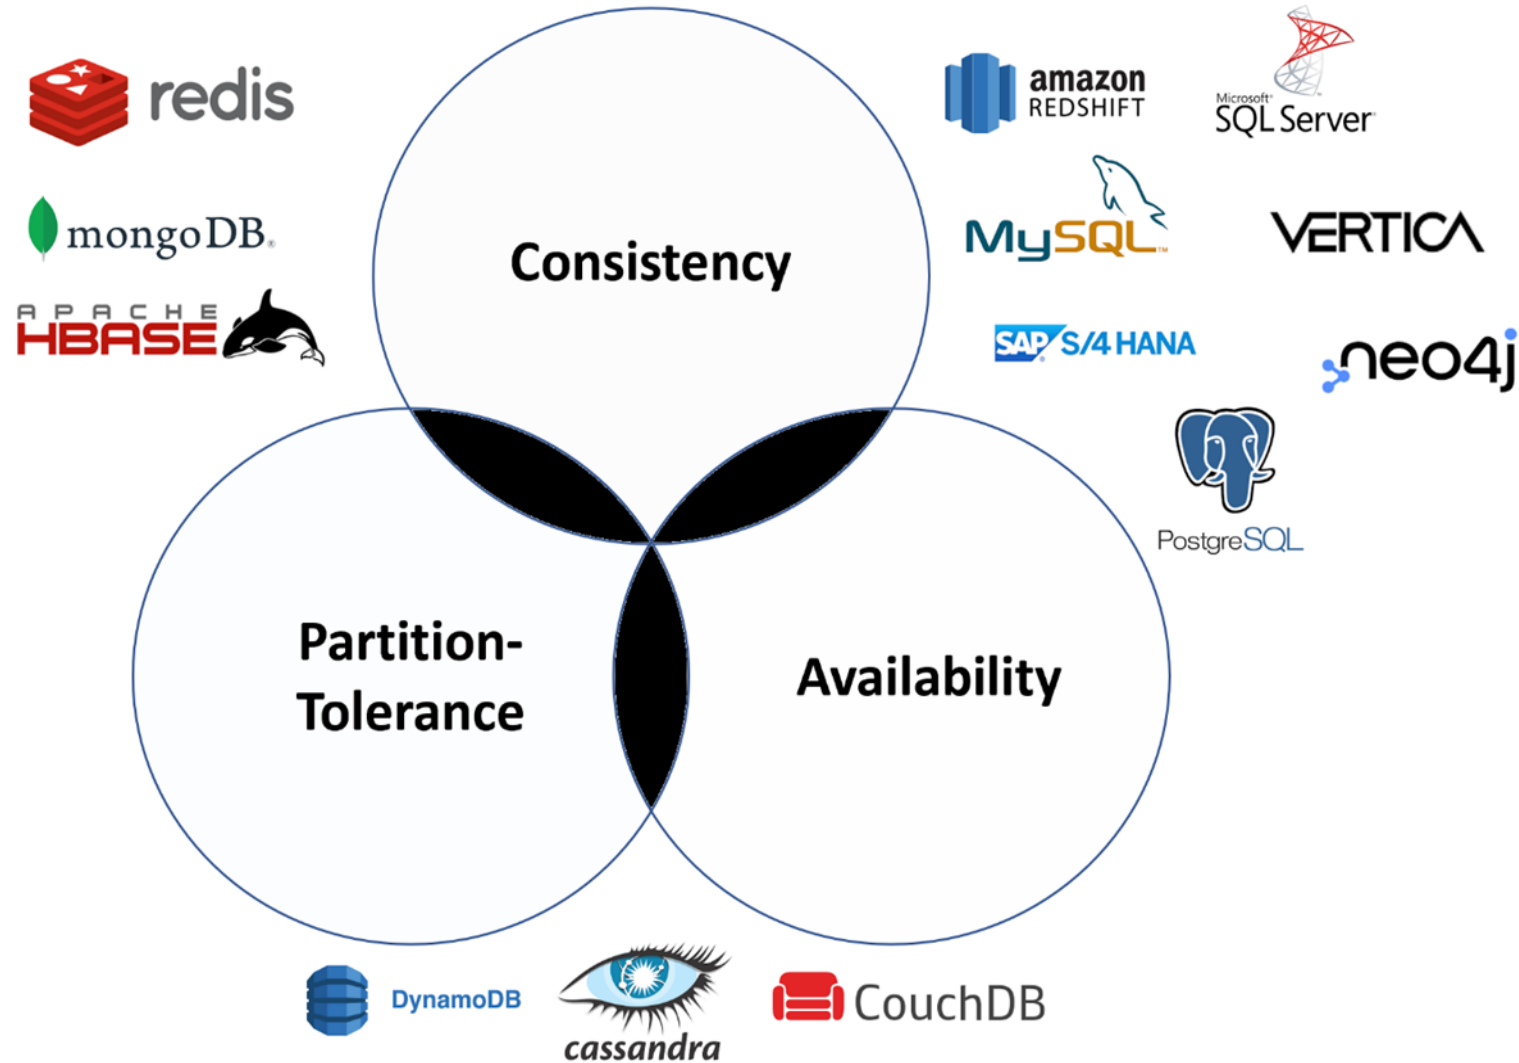 redis
mongoDB®
APACHE
HBASE
amazon
REDSHIFT
Microsoft®
SQL Server®
MySQL™
VERTICA
SAP® S/4 HANA
neo4j
PostgreSQL
Consistency
Partition-
Tolerance
Availability
DynamoDB
cassandra
CouchDB